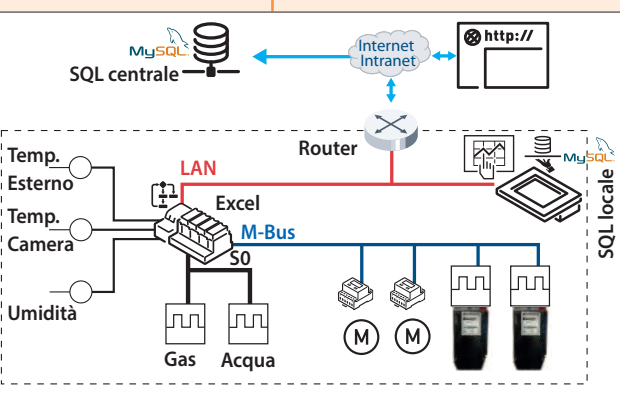 MySQL
SQL centrale
Internet
Intranet
http://
Router
MySQL
SQL locale
Temp.
Esterno
LAN
Excel
Temp.
Camera
M-Bus
S0
Umidità
M
M
Gas
Acqua